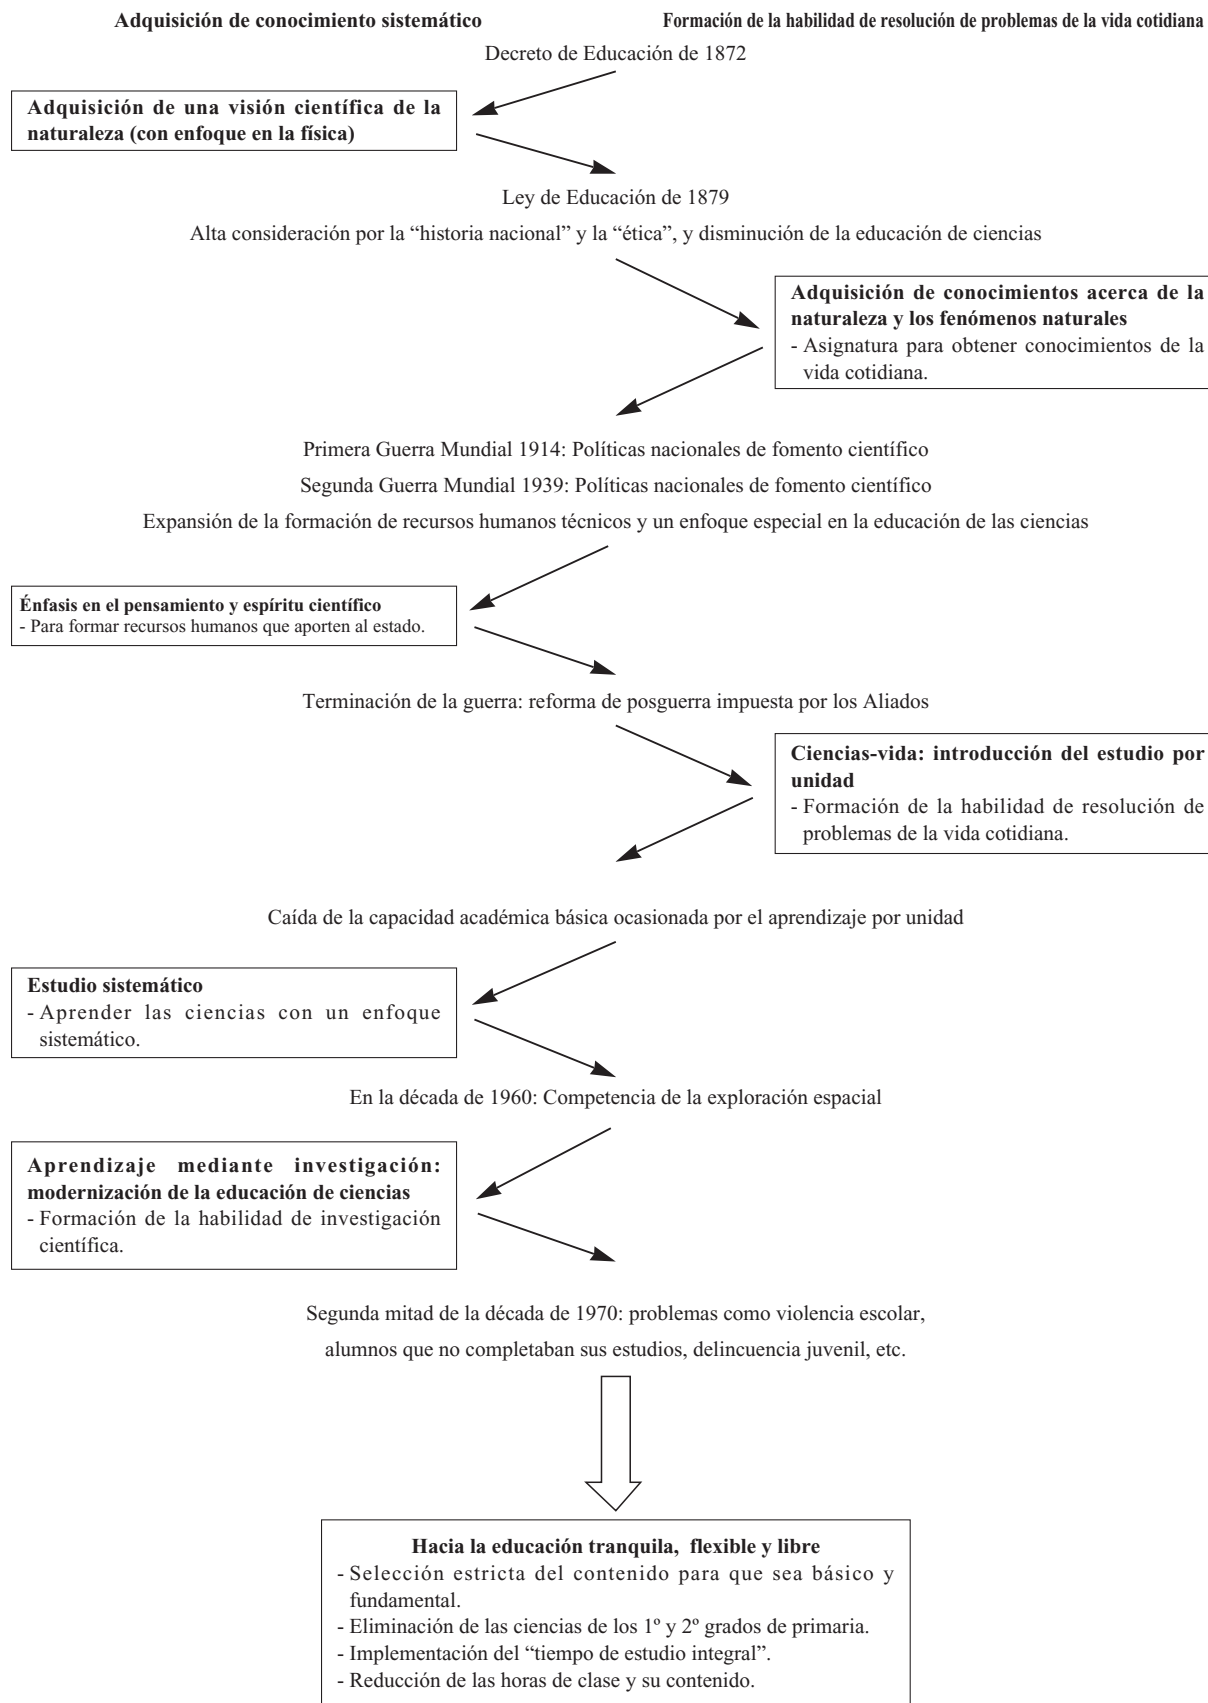 Adquisición de conocimiento sistemático
Formación de la habilidad de resolución de problemas de la vida cotidiana
Decreto de Educación de 1872
Adquisición de una visión científica de la
naturaleza (con enfoque en la física)
Ley de Educación de 1879
Alta consideración por la “historia nacional” y la “ética”, y disminución de la educación de ciencias
Adquisición de conocimientos acerca de la
naturaleza y los fenómenos naturales
- Asignatura para obtener conocimientos de la
vida cotidiana.
Primera Guerra Mundial 1914: Políticas nacionales de fomento científico
Segunda Guerra Mundial 1939: Políticas nacionales de fomento científico
Expansión de la formación de recursos humanos técnicos y un enfoque especial en la educación de las ciencias
Énfasis en el pensamiento y espíritu científico
- Para formar recursos humanos que aporten al estado.
Terminación de la guerra: reforma de posguerra impuesta por los Aliados
Ciencias-vida: introducción del estudio por
unidad
- Formación de la habilidad de resolución de
problemas de la vida cotidiana.
Caída de la capacidad académica básica ocasionada por el aprendizaje por unidad
Estudio sistemático
- Aprender las ciencias con un enfoque
sistemático.
En la década de 1960: Competencia de la exploración espacial
Aprendizaje mediante investigación:
modernización de la educación de ciencias
- Formación de la habilidad de investigación
científica.
Segunda mitad de la década de 1970: problemas como violencia escolar,
alumnos que no completaban sus estudios, delincuencia juvenil, etc.
Hacia la educación tranquila, flexible y libre
- Selección estricta del contenido para que sea básico y
fundamental.
- Eliminación de las ciencias de los 1º y 2º grados de primaria.
- Implementación del “tiempo de estudio integral”.
- Reducción de las horas de clase y su contenido.